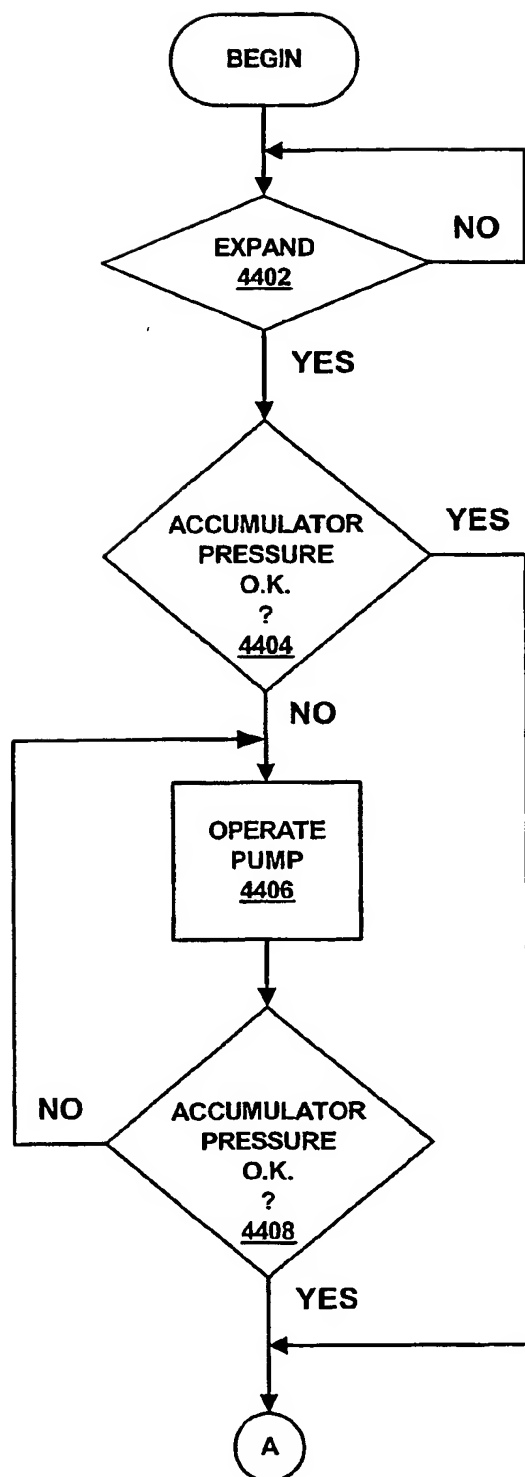 BEGIN
NO
EXPAND
4402
YES
ACCUMULATOR
PRESSURE
O.K.
?
4404
YES
NO
OPERATE
PUMP
4406
NO
ACCUMULATOR
PRESSURE
O.K.
?
4408
YES
A